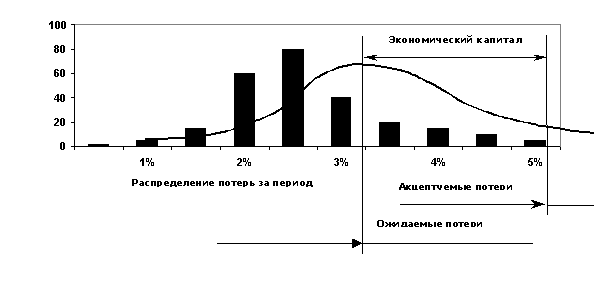 100
Экономический капитал
80
60
40
20
0
1% 2% 3% 4% 5%
Распределение потерь за период
Акцептуемые потери
Ожидаемые потери